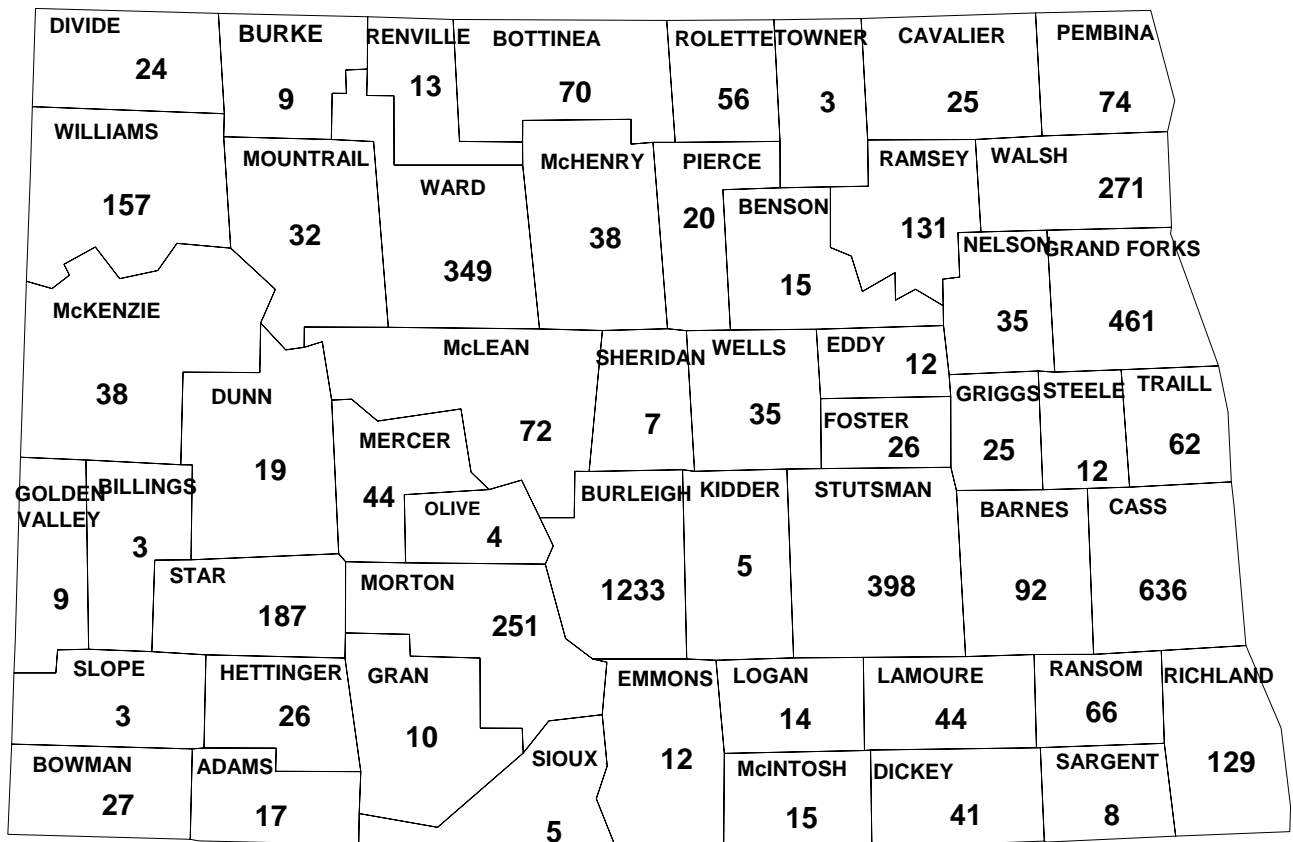 DIVIDE
24
BURKE
9
RENVILLE
13
BOTTINEA
70
ROLETTE
56
TOWNER
3
CAVALIER
25
PEMBINA
74
WILLIAMS
157
MOUNTRAIL
32
WARD
349
McHENRY
38
PIERCE
20
BENSON
15
RAMSEY
131
WALSH
271
NELSON
35
GRAND FORKS
461
McKENZIE
38
DUNN
19
McLEAN
72
SHERIDAN
7
WELLS
35
EDDY
12
FOSTER
26
GRIGGS
25
STEELE
12
TRAILL
62
MERCER
44
OLIVE
4
GOLDEN
VALLEY
9
BILLINGS
3
STAR
187
MORTON
251
BURLEIGH
1233
KIDDER
5
STUTSMAN
398
BARNES
92
CASS
636
SLOPE
3
HETTINGER
26
GRAN
10
SIOUX
5
EMMONS
12
LOGAN
14
LAMOURE
44
RANSOM
66
RICHLAND
129
BOWMAN
27
ADAMS
17
McINTOSH
15
DICKEY
41
SARGENT
8